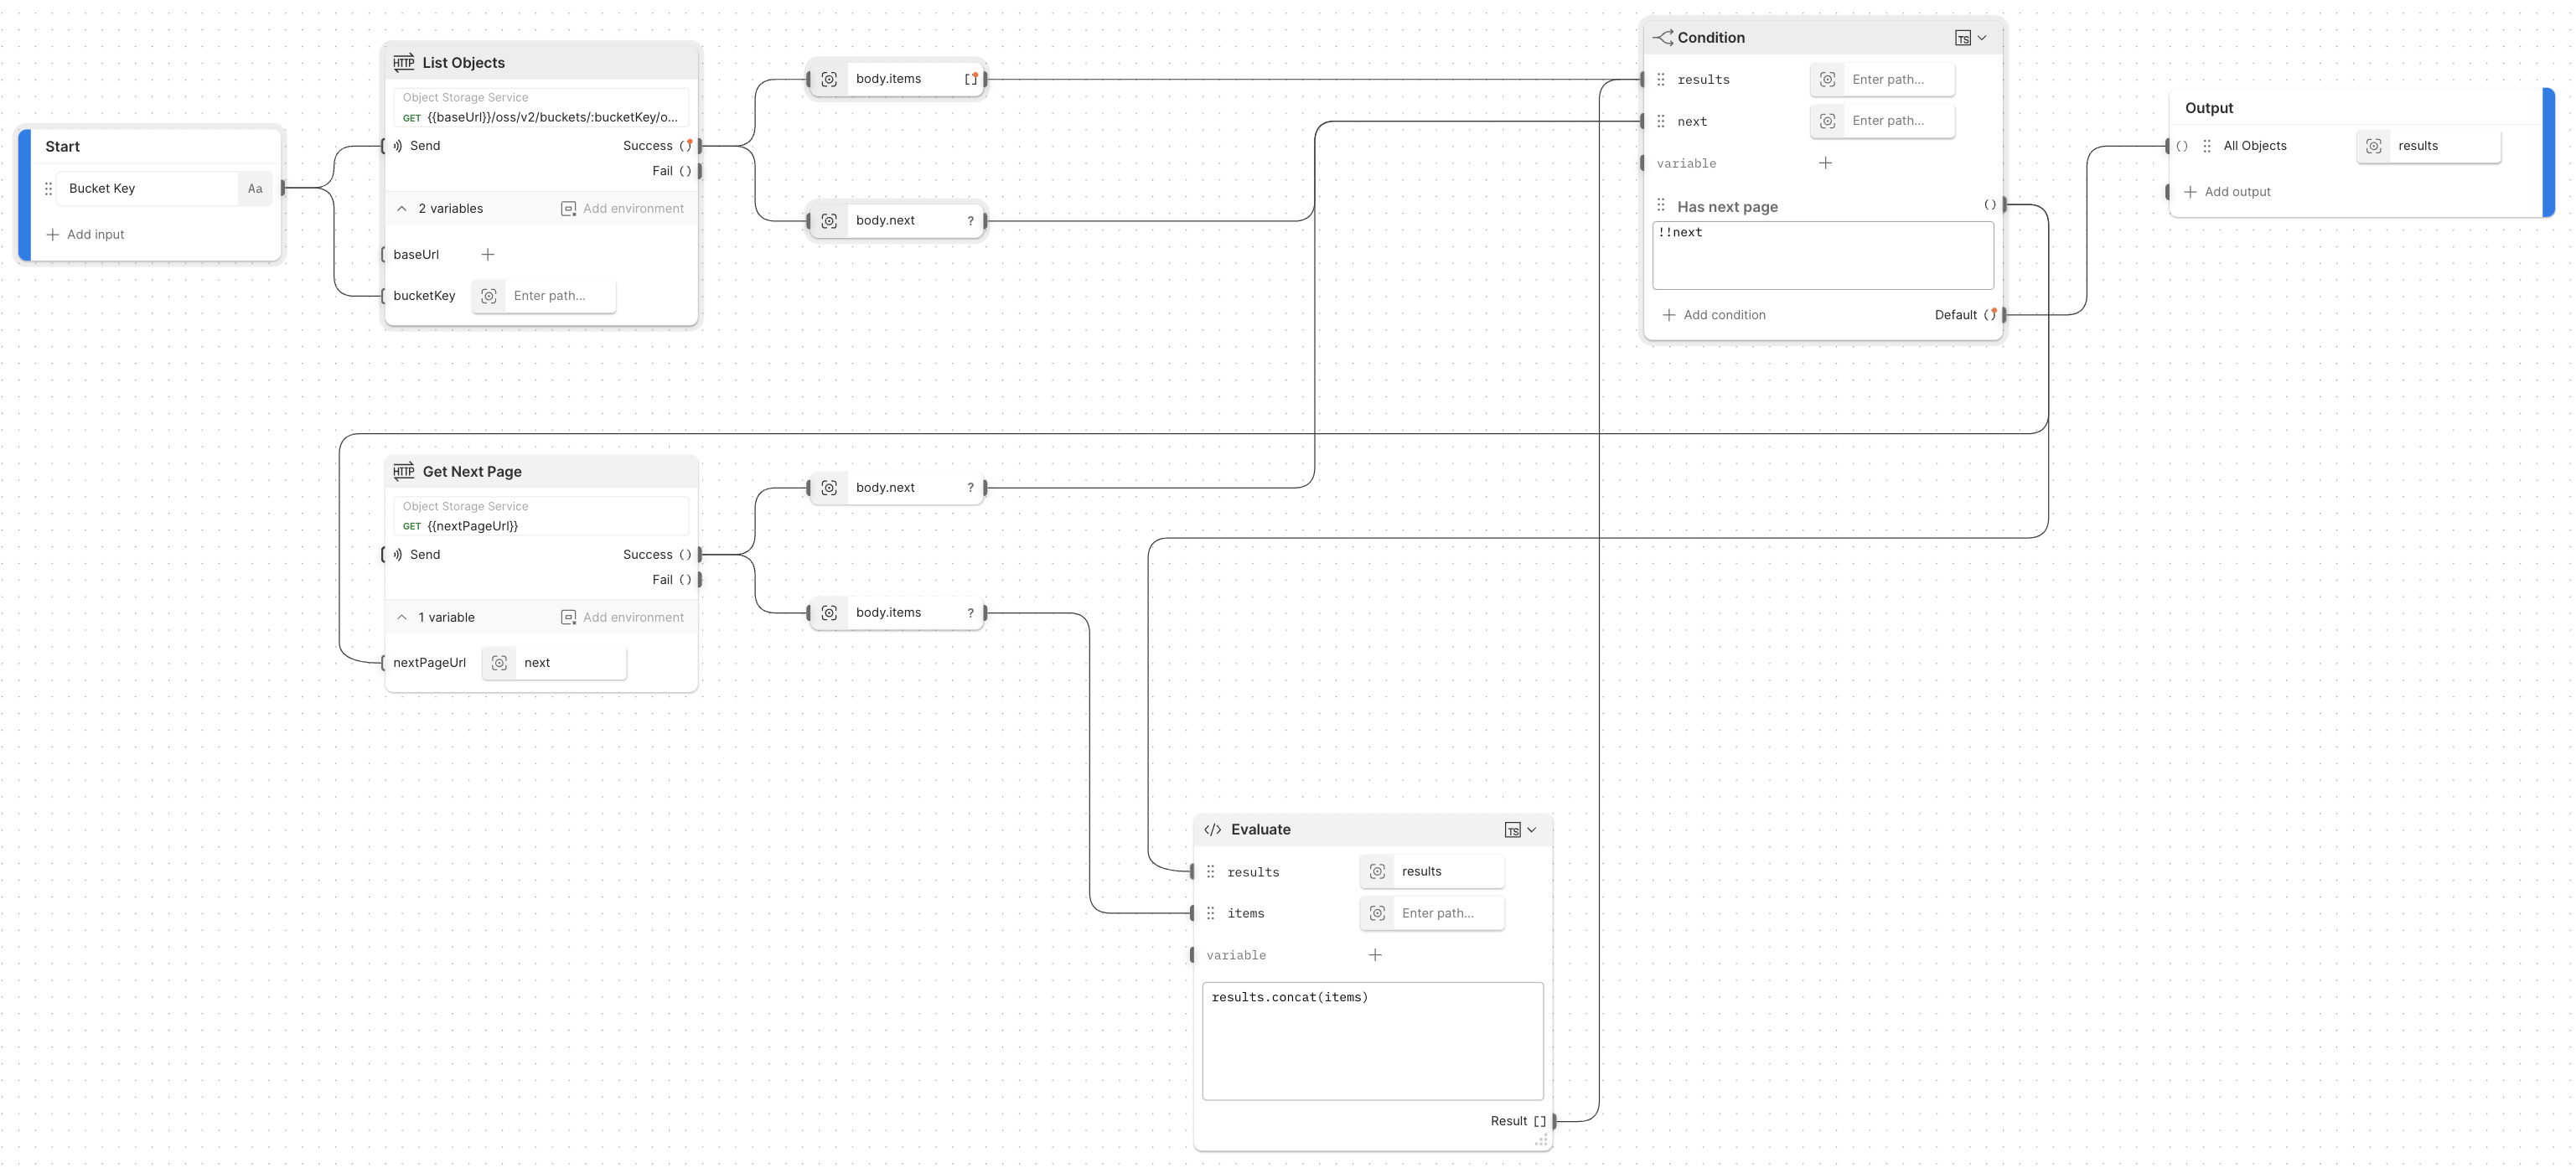 Start
Bucket Key
Aa
Add input
HTTP List Objects
Object Storage Service
GET {{baseUrl}}/oss/v2/buckets/:bucketKey/o...
Send
Success ()
Fail ()
2 variables
Add environment
baseUrl
bucketKey
Enter path...
body.items []
body.next ?
Condition
TS
results
Enter path...
next
Enter path...
variable
Has next page ()
!!next
Add condition
Default ()
Output
() All Objects
results
Add output
HTTP Get Next Page
Object Storage Service
GET {{nextPageUrl}}
Send
Success ()
Fail ()
1 variable
Add environment
nextPageUrl
next
body.next ?
body.items ?
</> Evaluate
TS
results
results
items
Enter path...
variable
results.concat(items)
Result []